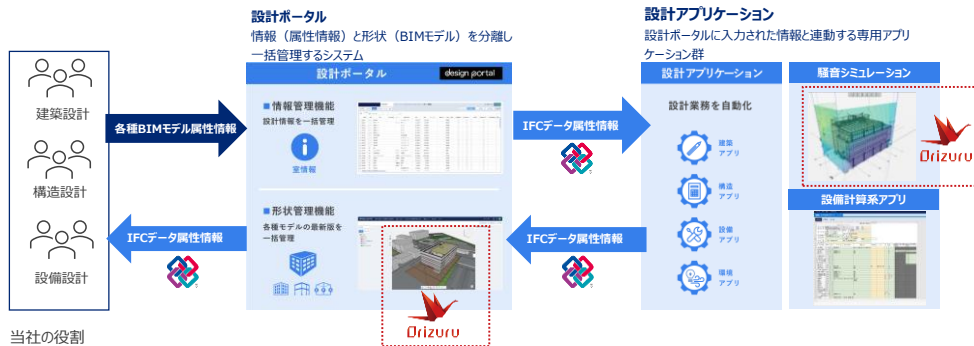 設計ポータル
情報（属性情報）と形状（BIMモデル）を分離し
一括管理するシステム
設計アプリケーション
設計ポータルに入力された情報と連動する専用アプリ
ケーション群
建築設計
構造設計
設備設計
各種BIMモデル属性情報
IFCデータ属性情報
設計ポータル
design portal
■情報管理機能
設計情報を一括管理
室情報
■形状管理機能
各種モデルの最新版を
一括管理
Orizuru
IFCデータ属性情報
IFCデータ属性情報
設計アプリケーション
設計業務を自動化
建築
アプリ
構造
アプリ
設備
アプリ
環境
アプリ
騒音シミュレーション
Orizuru
設備計算系アプリ
当社の役割